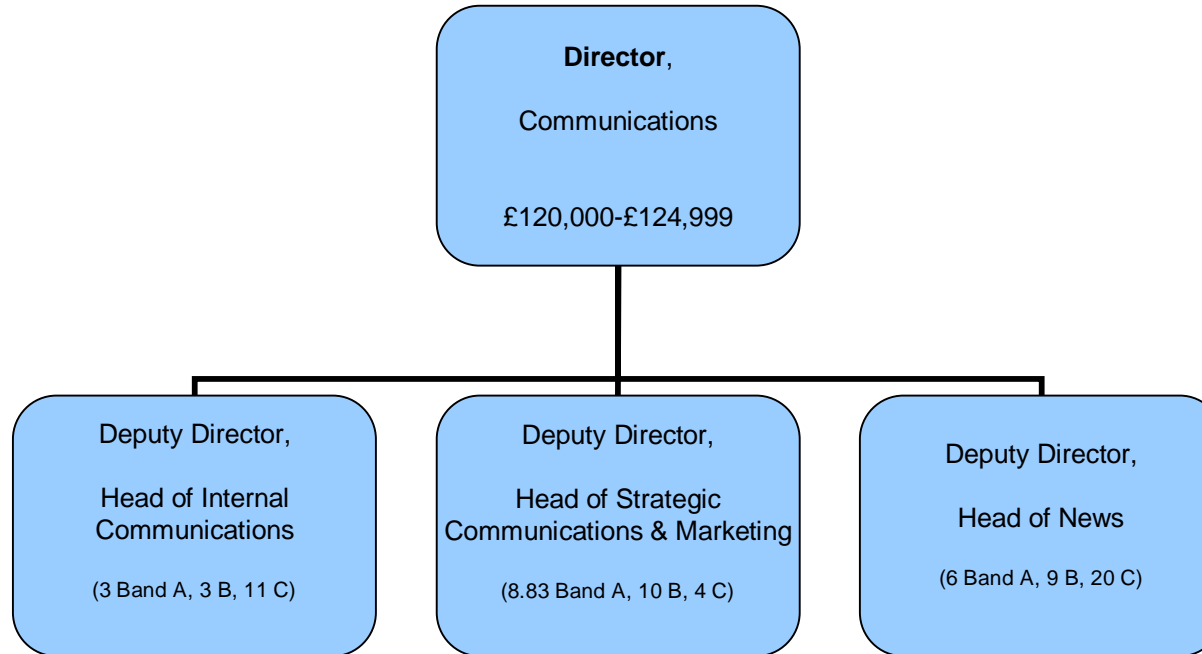 Director,
Communications
£120,000-£124,999
Deputy Director,
Head of Internal
Communications
(3 Band A, 3 B, 11 C)
Deputy Director,
Head of Strategic
Communications & Marketing
(8.83 Band A, 10 B, 4 C)
Deputy Director,
Head of News
(6 Band A, 9 B, 20 C)